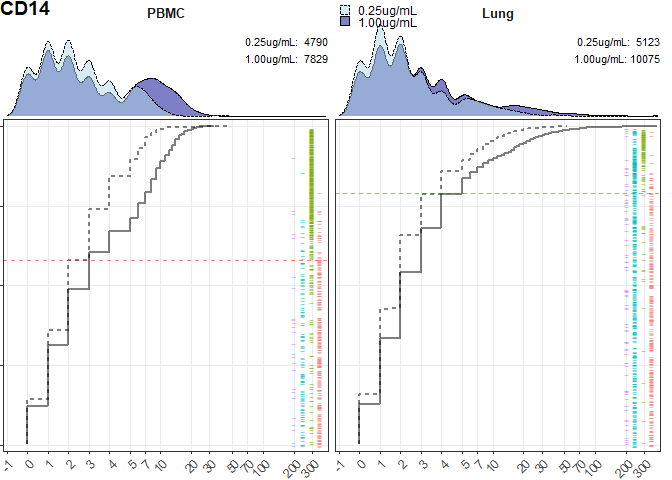 CD14
PBMC
0.25ug/mL
1.00ug/mL
Lung
0.25ug/mL: 4790
1.00ug/mL: 7829
0.25ug/mL: 5123
1.00ug/mL: 10075
-1 0 1 2 3 4 5 7 10 20 30 50 70 100 200 300
-1 0 1 2 3 4 5 7 10 20 30 50 70 100 200 300